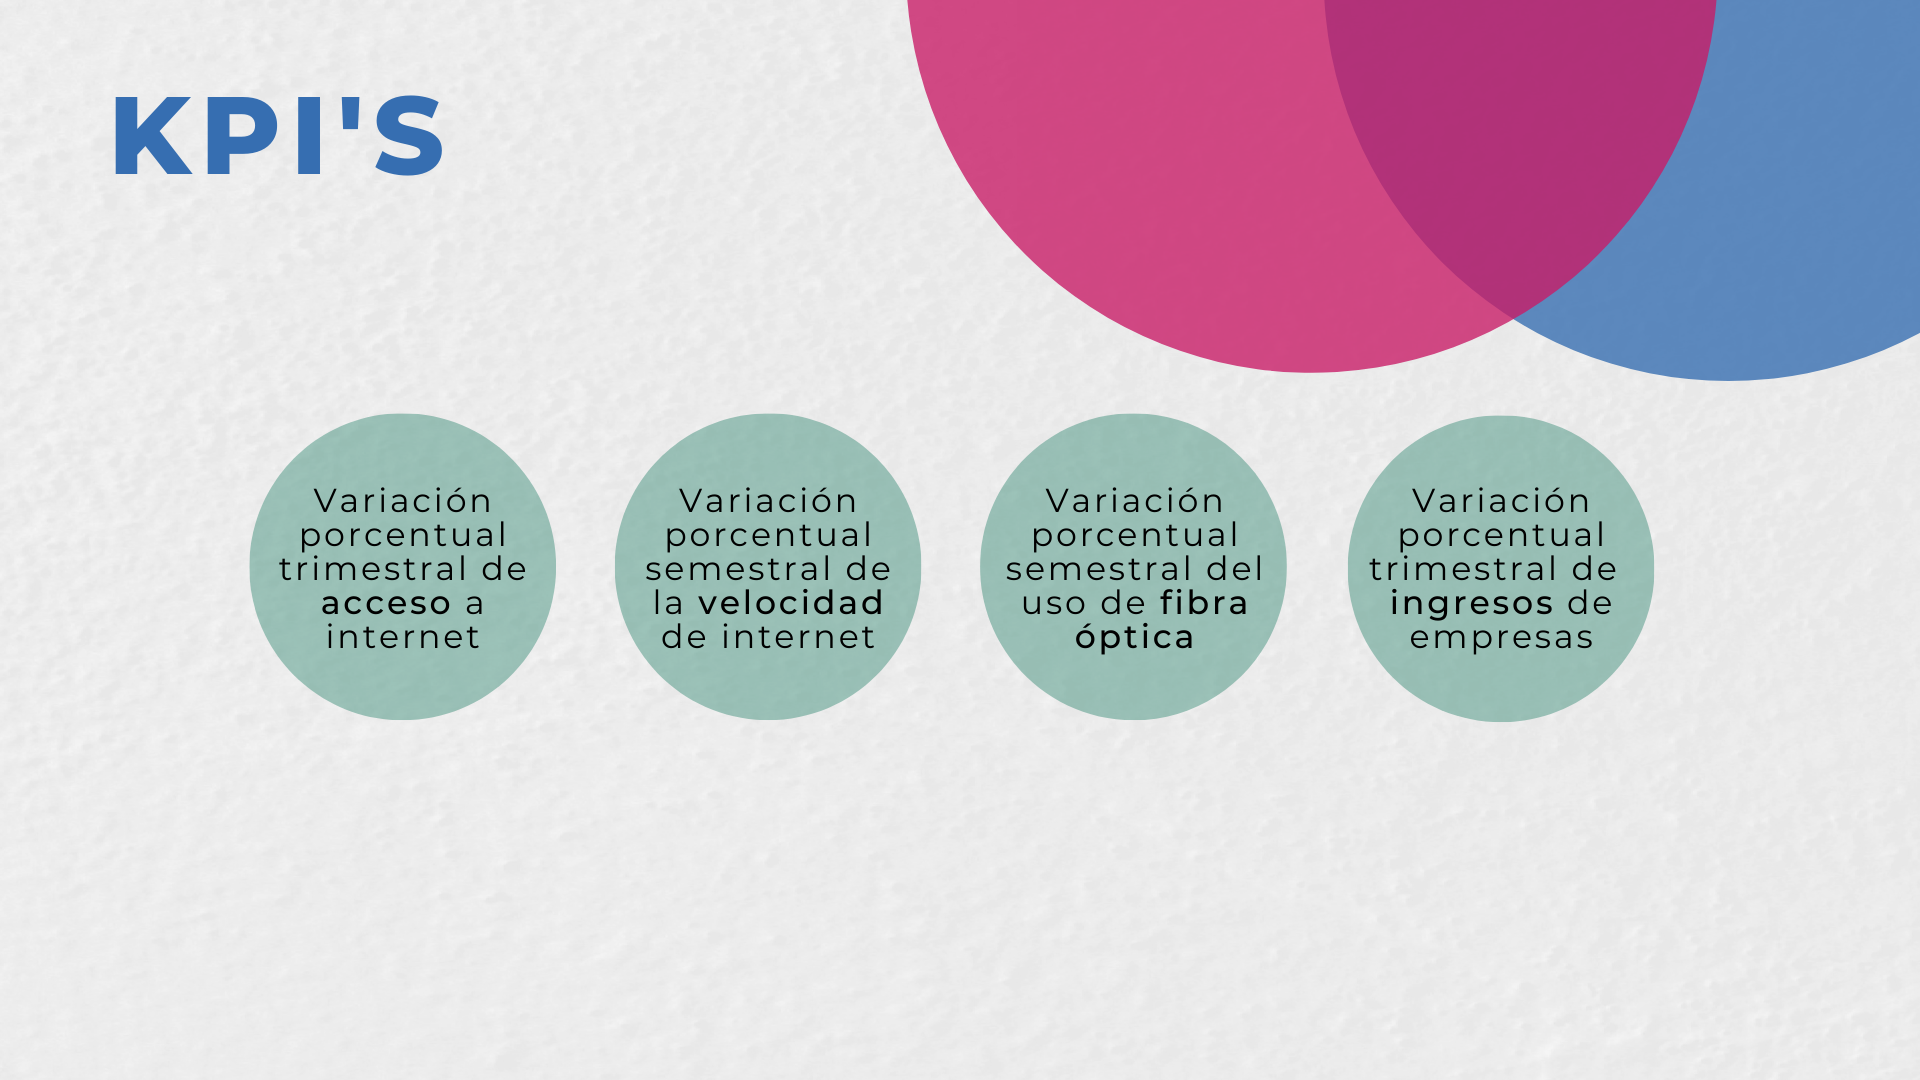 KPI'S
Variación
porcentual
trimestral de
acceso a
internet
Variación
porcentual
semestral de
la velocidad
de internet
Variación
porcentual
semestral del
uso de fibra
óptica
Variación
porcentual
trimestral de
ingresos de
empresas